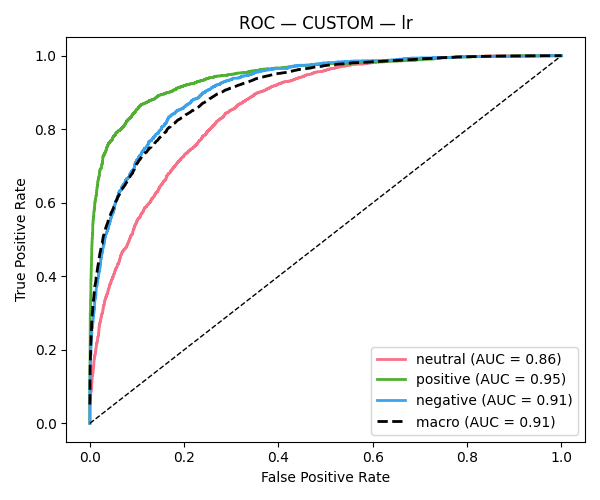 ROC — CUSTOM — lr
True Positive Rate
1.0
0.8
0.6
0.4
0.2
0.0
neutral (AUC = 0.86)
positive (AUC = 0.95)
negative (AUC = 0.91)
macro (AUC = 0.91)
0.0 0.2 0.4 0.6 0.8 1.0
False Positive Rate